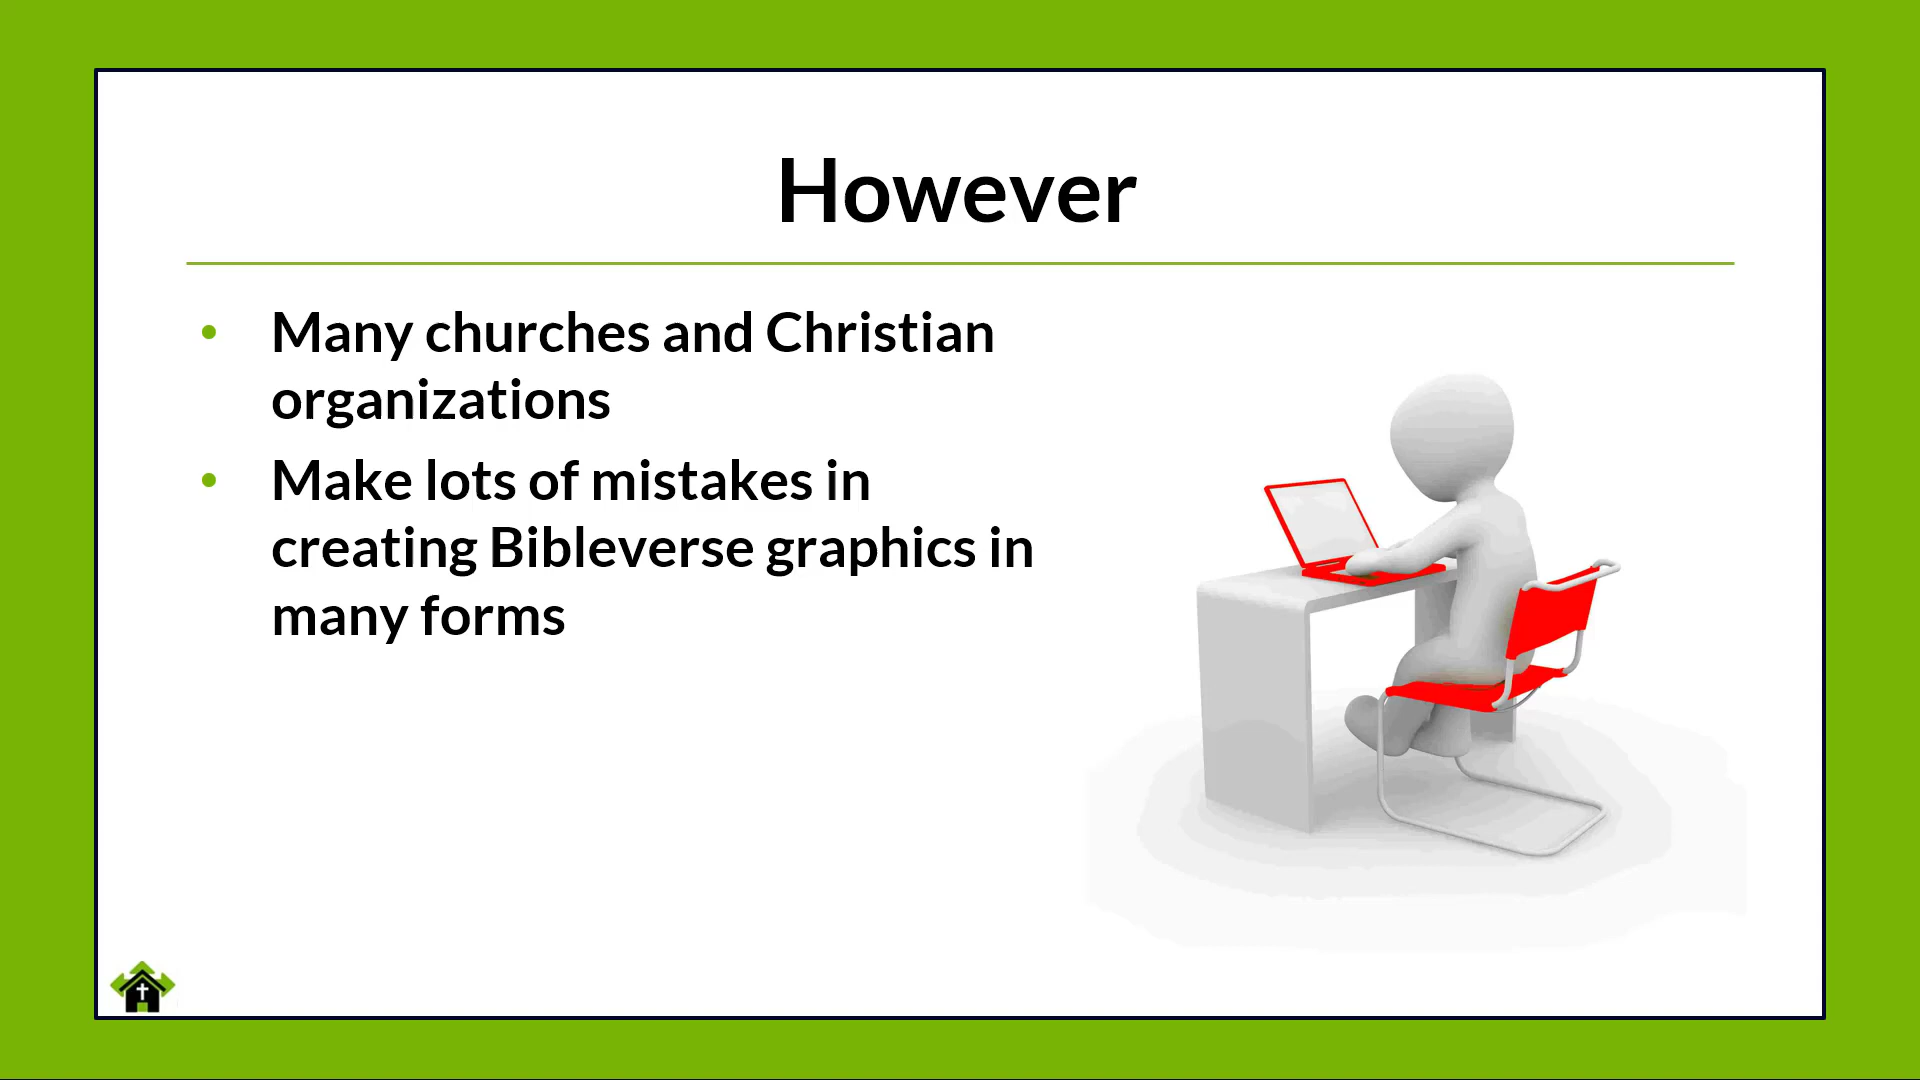 However
• Many churches and Christian
organizations
• Make lots of mistakes in
creating Bibleverse graphics in
many forms